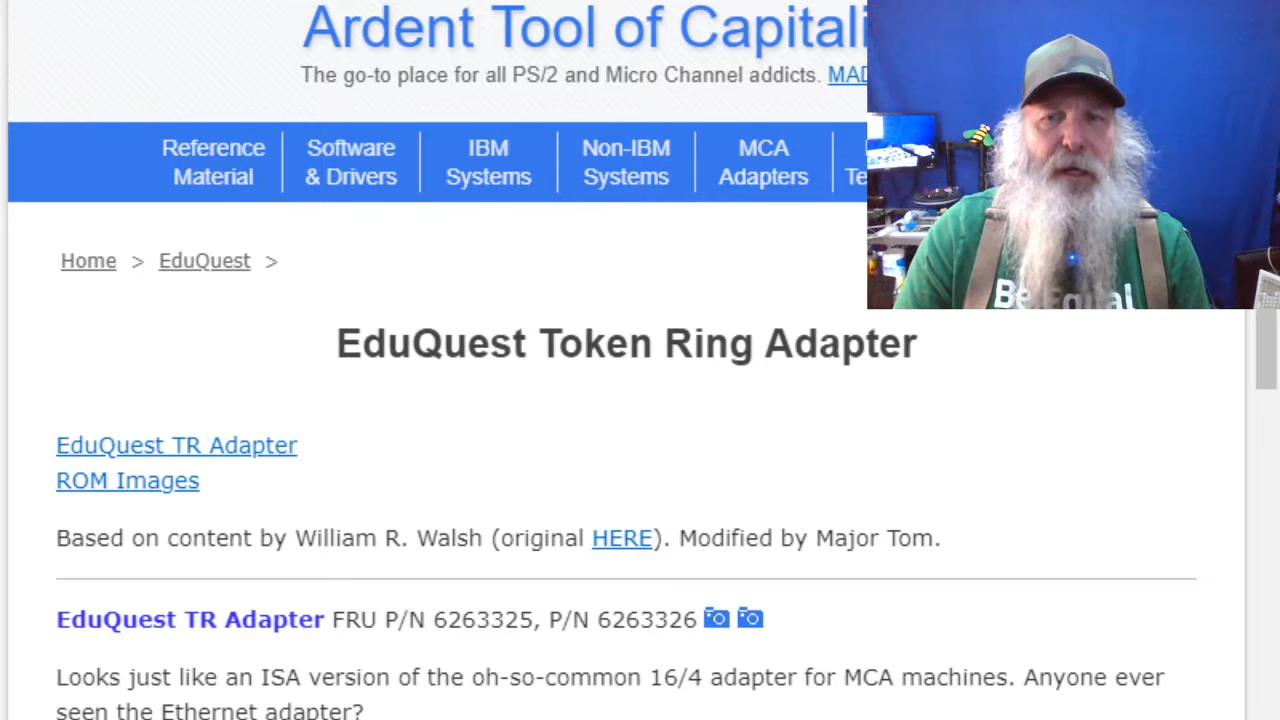 Ardent Tool of Capitali
The go-to place for all PS/2 and Micro Channel addicts. MAD
Reference Material
Software & Drivers
IBM Systems
Non-IBM Systems
MCA Adapters
Te
Home > EduQuest >
Be Equal
EduQuest Token Ring Adapter
EduQuest TR Adapter
ROM Images
Based on content by William R. Walsh (original HERE). Modified by Major Tom.
EduQuest TR Adapter FRU P/N 6263325, P/N 6263326
Looks just like an ISA version of the oh-so-common 16/4 adapter for MCA machines. Anyone ever
seen the Ethernet adapter?